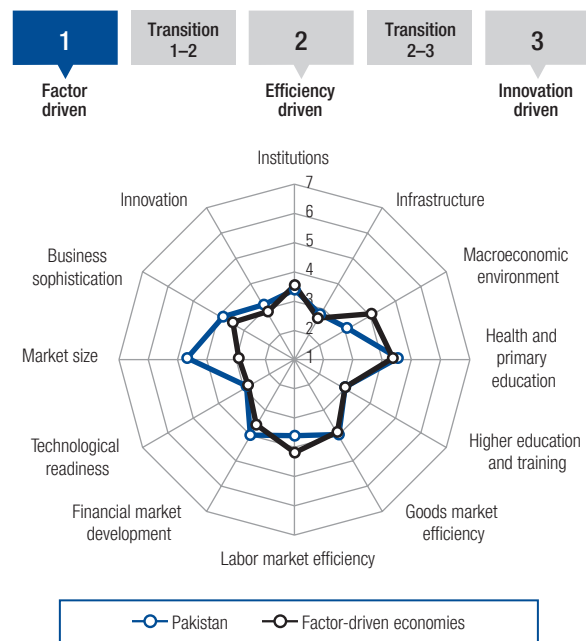 1
Transition
1–2
2
Transition
2–3
3
Factor
driven
Efficiency
driven
Innovation
driven
Institutions
Innovation
Infrastructure
Business
sophistication
Macroeconomic
environment
Market size
Health and
primary
education
Technological
readiness
Higher education
and training
Financial market
development
Goods market
efficiency
Labor market efficiency
7
6
5
4
3
2
1
Pakistan
Factor-driven economies